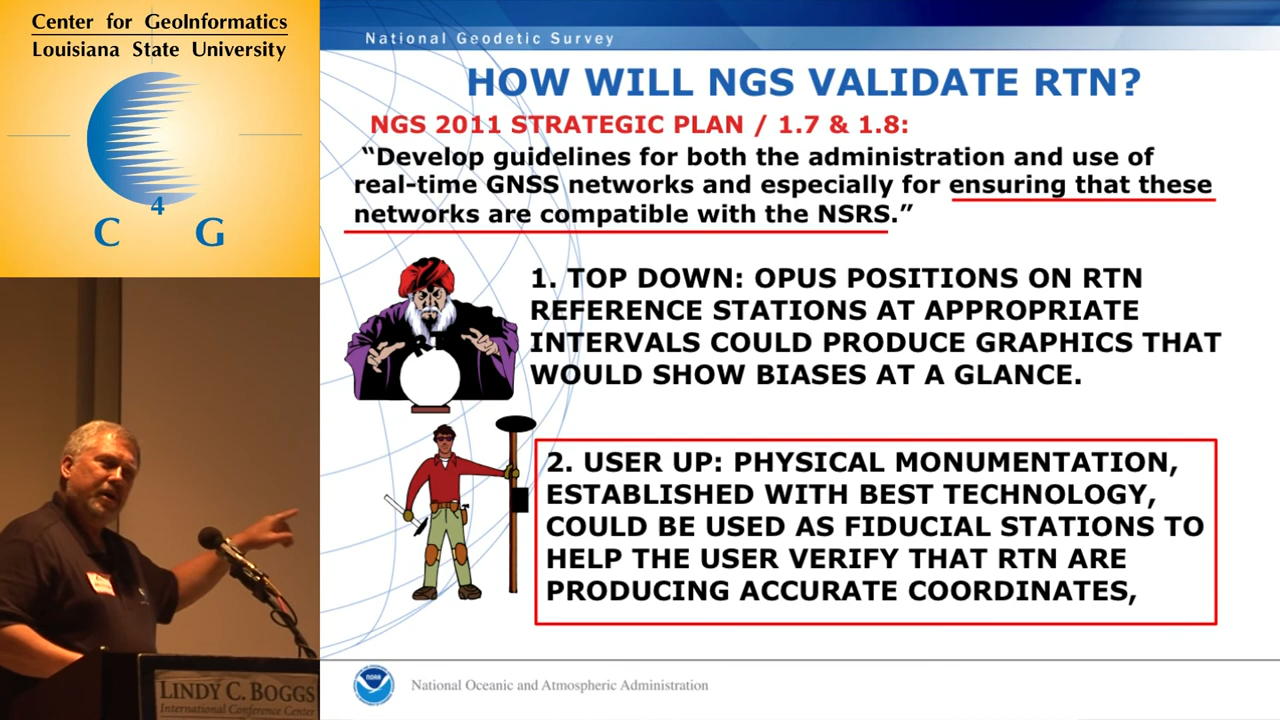 Center for GeoInformatics
Louisiana State University
C 4 G
National Geodetic Survey
HOW WILL NGS VALIDATE RTN?
NGS 2011 STRATEGIC PLAN / 1.7 & 1.8:
“Develop guidelines for both the administration and use of
real-time GNSS networks and especially for ensuring that these
networks are compatible with the NSRS.”
1. TOP DOWN: OPUS POSITIONS ON RTN
REFERENCE STATIONS AT APPROPRIATE
INTERVALS COULD PRODUCE GRAPHICS THAT
WOULD SHOW BIASES AT A GLANCE.
2. USER UP: PHYSICAL MONUMENTATION,
ESTABLISHED WITH BEST TECHNOLOGY,
COULD BE USED AS FIDUCIAL STATIONS TO
HELP THE USER VERIFY THAT RTN ARE
PRODUCING ACCURATE COORDINATES,
LINDY C. BOGGS
International Conference Center
NOAA
National Oceanic and Atmospheric Administration